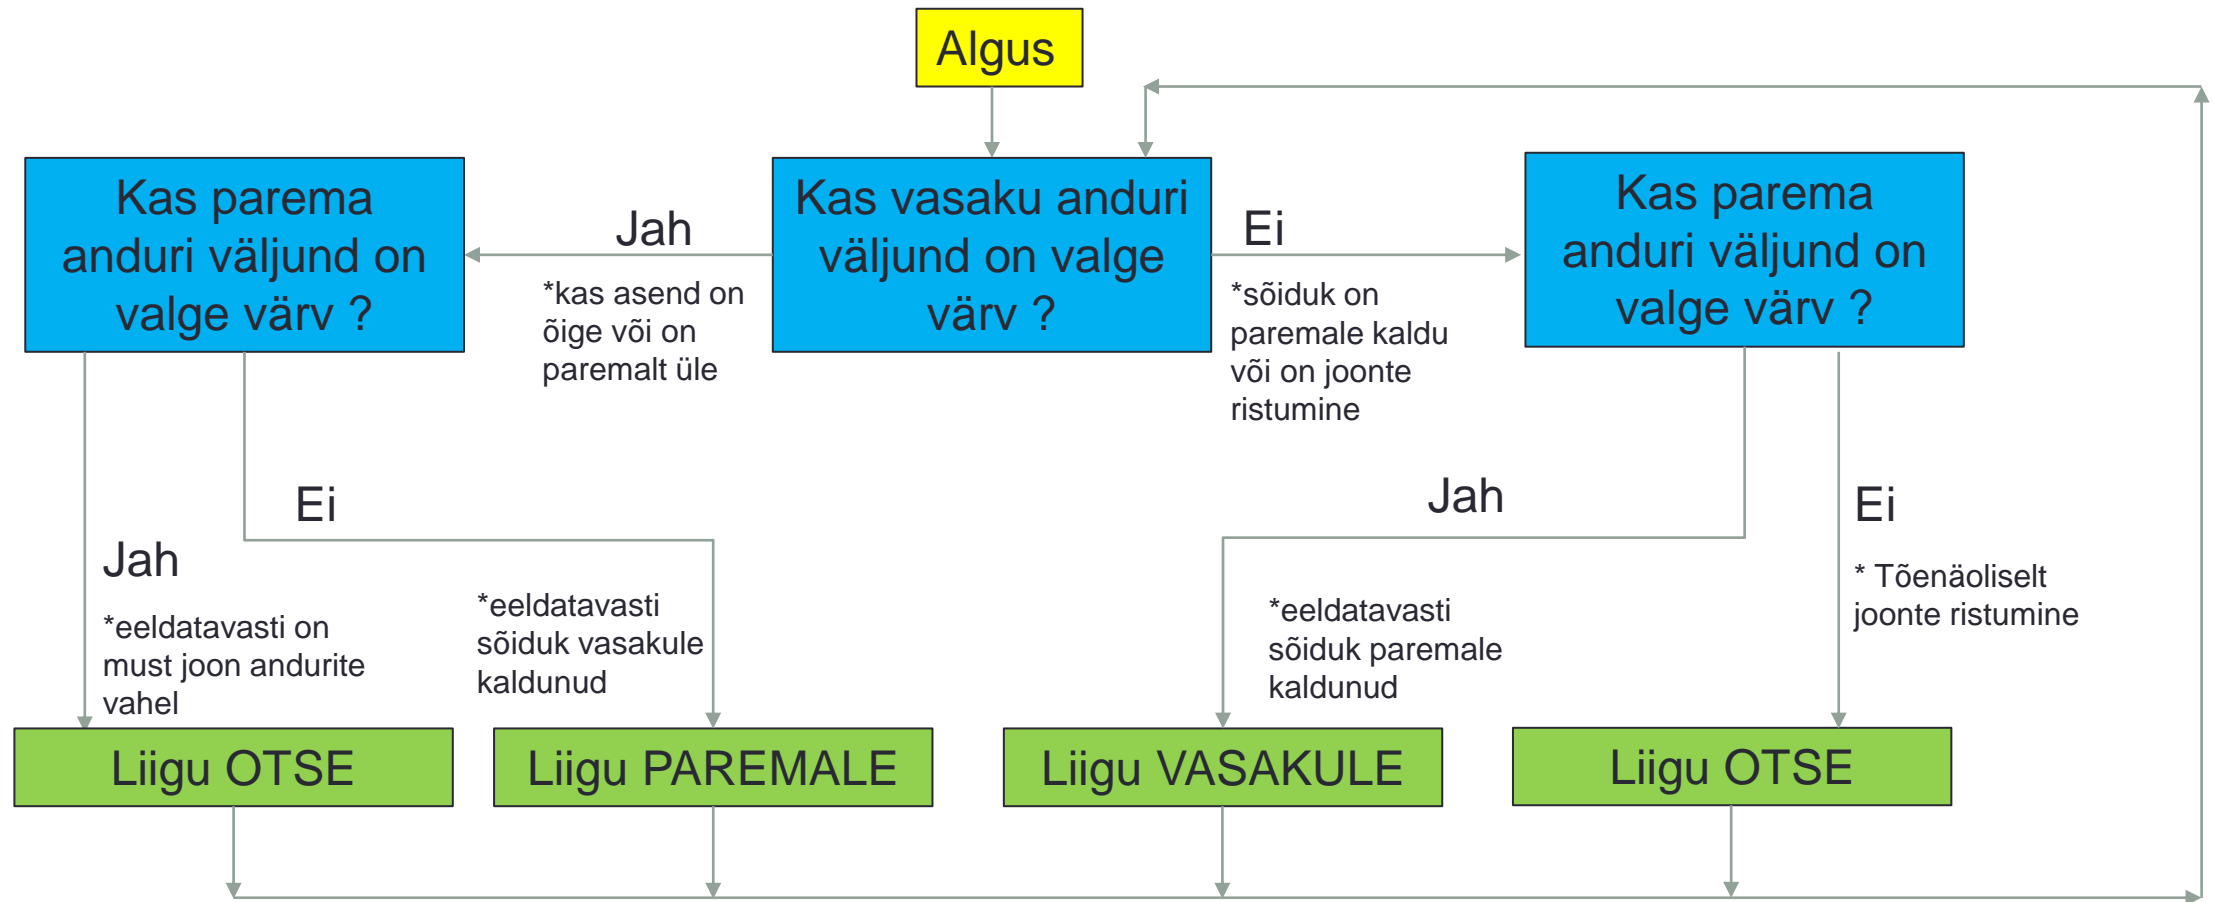 Algus
Kas parema
anduri väljund on
valge värv ?
Jah
*kas asend on
õige või on
paremalt üle
Kas vasaku anduri
väljund on valge
värv ?
Ei
*sõiduk on
paremale kaldu
või on joonte
ristumine
Kas parema
anduri väljund on
valge värv ?
Jah
*eeldatavasti on
must joon andurite
vahel
Ei
*eeldatavasti
sõiduk vasakule
kaldunud
Jah
*eeldatavasti
sõiduk paremale
kaldunud
Ei
* Tõenäoliselt
joonte ristumine
Liigu OTSE
Liigu PAREMALE
Liigu VASAKULE
Liigu OTSE